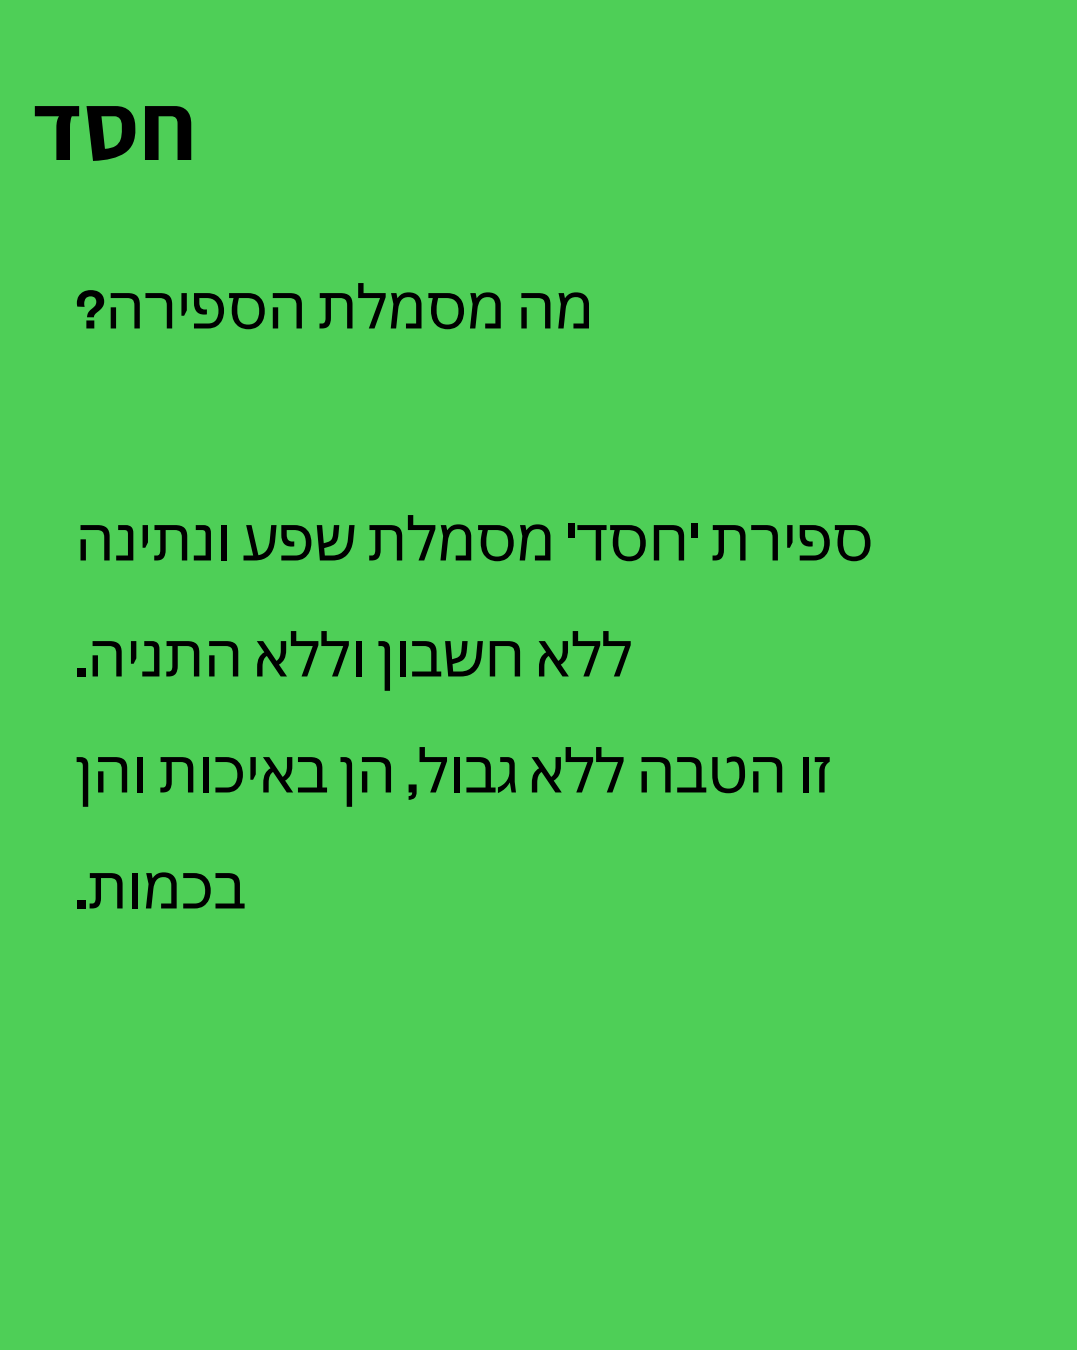 חסד
מה מסמלת הספירה?
ספירת 'חסד' מסמלת שפע ונתינה
ללא חשבון וללא התניה.
זו הטבה ללא גבול, הן באיכות והן
בכמות.